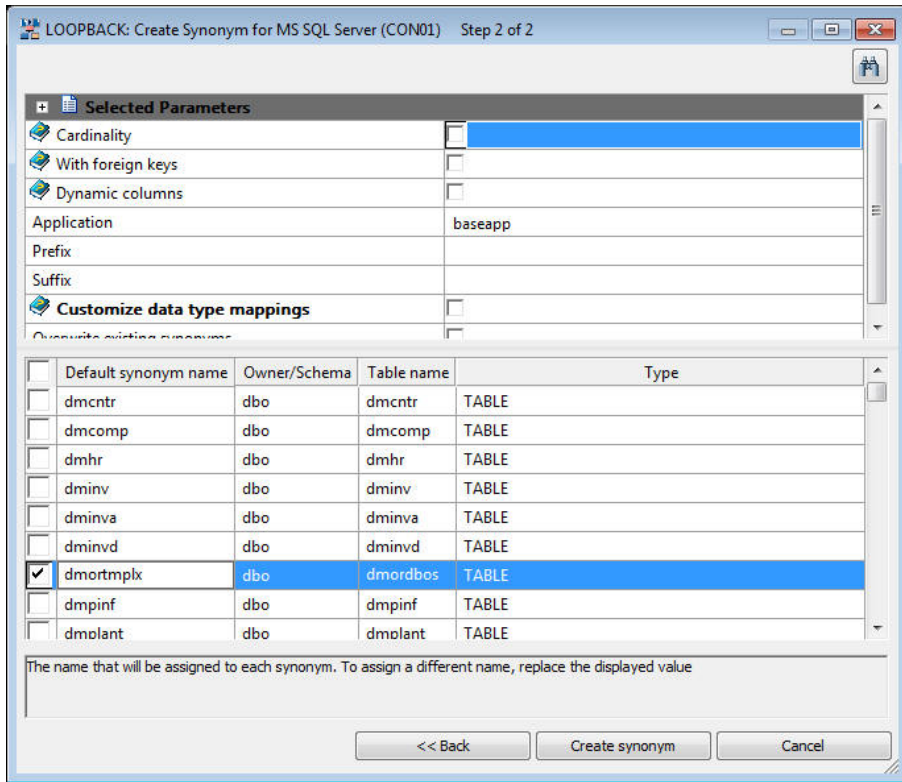 LOOPBACK: Create Synonym for MS SQL Server (CON01) Step 2 of 2
Selected Parameters
Cardinality
With foreign keys
Dynamic columns
Application baseapp
Prefix
Suffix
Customize data type mappings
Overwrite existing synonyms
Default synonym name Owner/Schema Table name Type
dmcntr dbo dmcntr TABLE
dmcomp dbo dmcomp TABLE
dmhr dbo dmhr TABLE
dminv dbo dminv TABLE
dminva dbo dminva TABLE
dminvd dbo dminvd TABLE
dmortmplx dbo dmordbos TABLE
dmpinf dbo dmpinf TABLE
dmplant dbo dmplant TABLE
The name that will be assigned to each synonym. To assign a different name, replace the displayed value
<< Back Create synonym Cancel